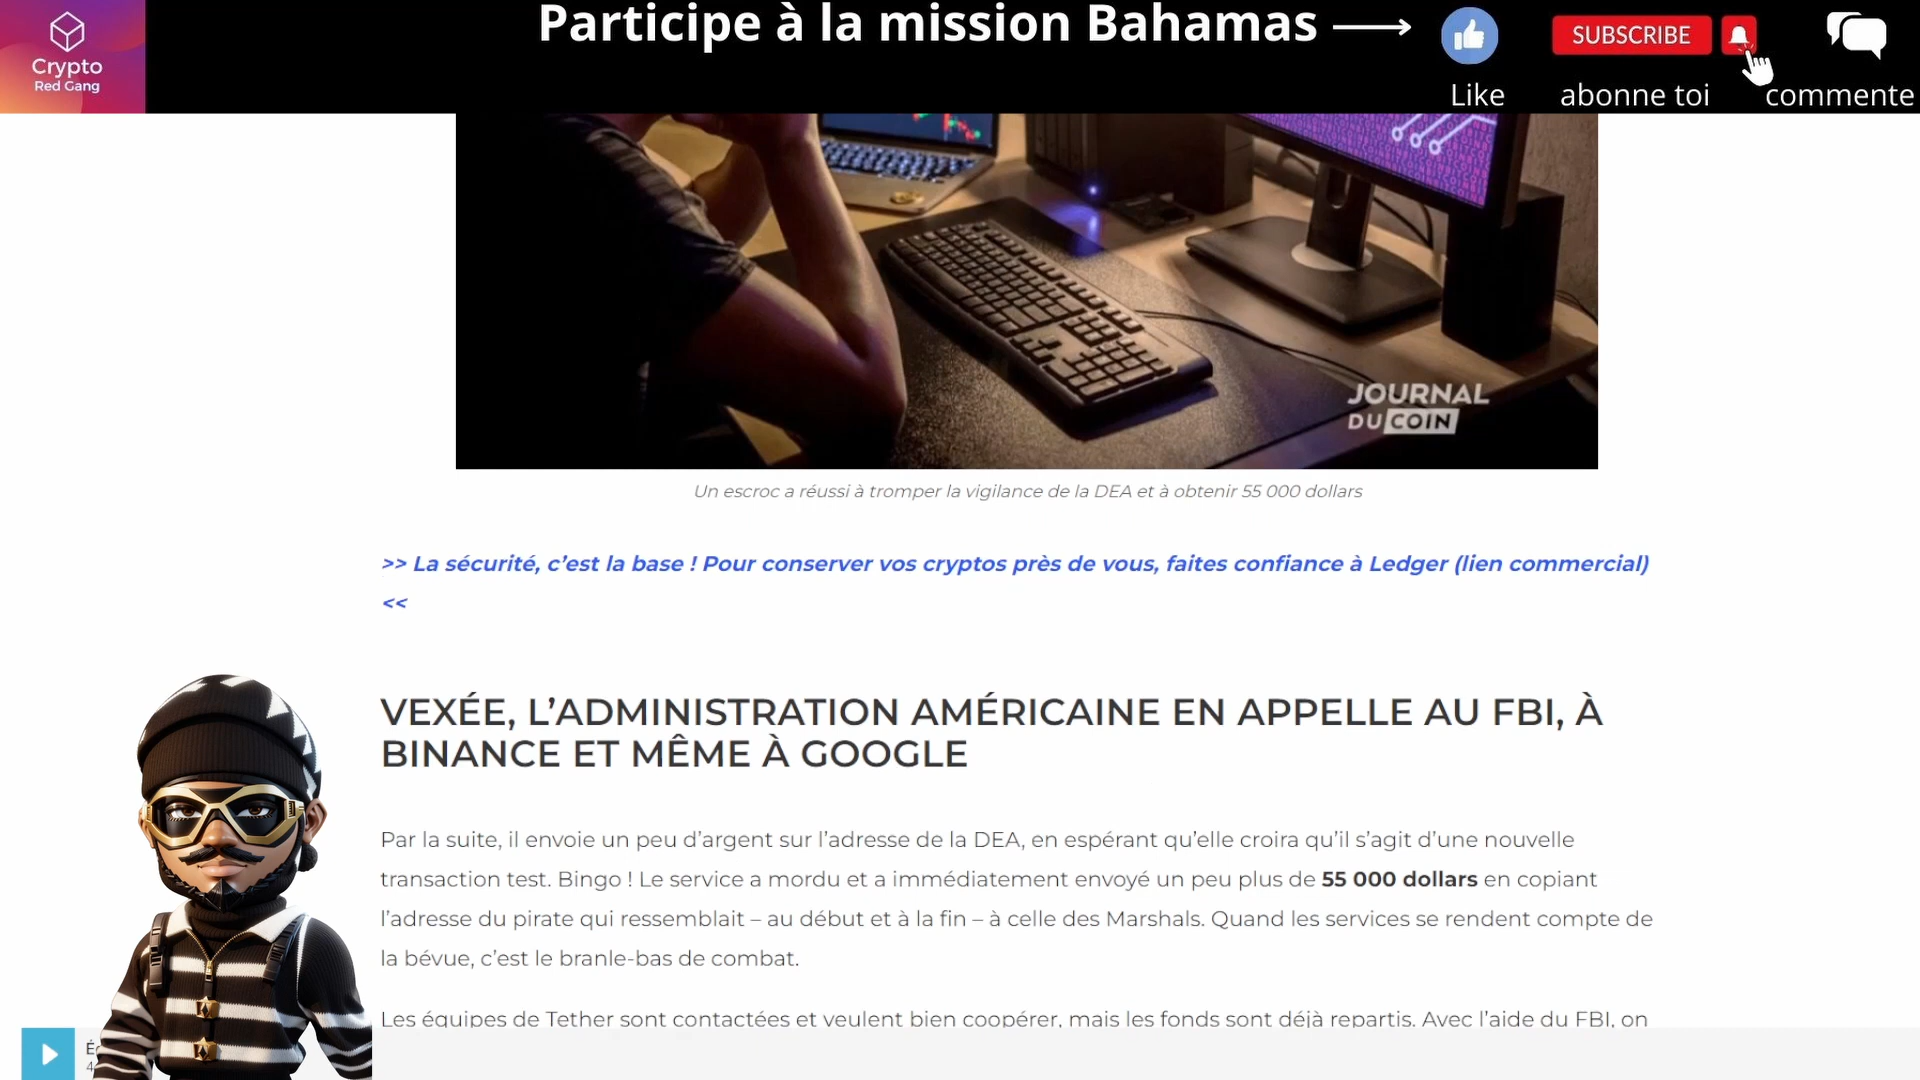 Participe à la mission Bahamas
SUBSCRIBE
Crypto
Red Gang
Like
abonne toi
commente
JOURNAL
DU COIN
Un escroc a réussi à tromper la vigilance de la DEA et à obtenir 55 000 dollars
>> La sécurité, c’est la base ! Pour conserver vos cryptos près de vous, faites confiance à Ledger (lien commercial)
<<
VEXÉE, L’ADMINISTRATION AMÉRICAINE EN APPELLE AU FBI, À
BINANCE ET MÊME À GOOGLE
Par la suite, il envoie un peu d’argent sur l’adresse de la DEA, en espérant qu’elle croira qu’il s’agit d’une nouvelle
transaction test. Bingo ! Le service a mordu et a immédiatement envoyé un peu plus de 55 000 dollars en copiant
l’adresse du pirate qui ressemblait – au début et à la fin – à celle des Marshals. Quand les services se rendent compte de
la bévue, c’est le branle-bas de combat.
Les équipes de Tether sont contactées et veulent bien coopérer, mais les fonds sont déjà repartis. Avec l’aide du FBI, on